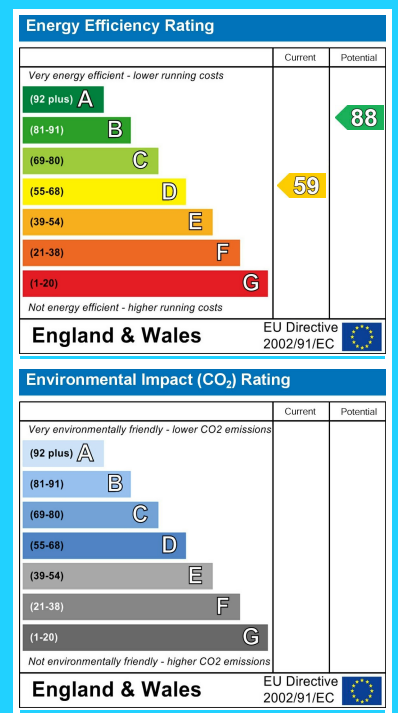 Energy Efficiency Rating
Current Potential
Very energy efficient - lower running costs
(92 plus) A
(81-91) B
88
(69-80) C
(55-68) D
59
(39-54) E
(21-38) F
(1-20) G
Not energy efficient - higher running costs
England & Wales
EU Directive
2002/91/EC
Environmental Impact (CO₂) Rating
Current Potential
Very environmentally friendly - lower CO2 emissions
(92 plus) A
(81-91) B
(69-80) C
(55-68) D
(39-54) E
(21-38) F
(1-20) G
Not environmentally friendly - higher CO2 emissions
England & Wales
EU Directive
2002/91/EC